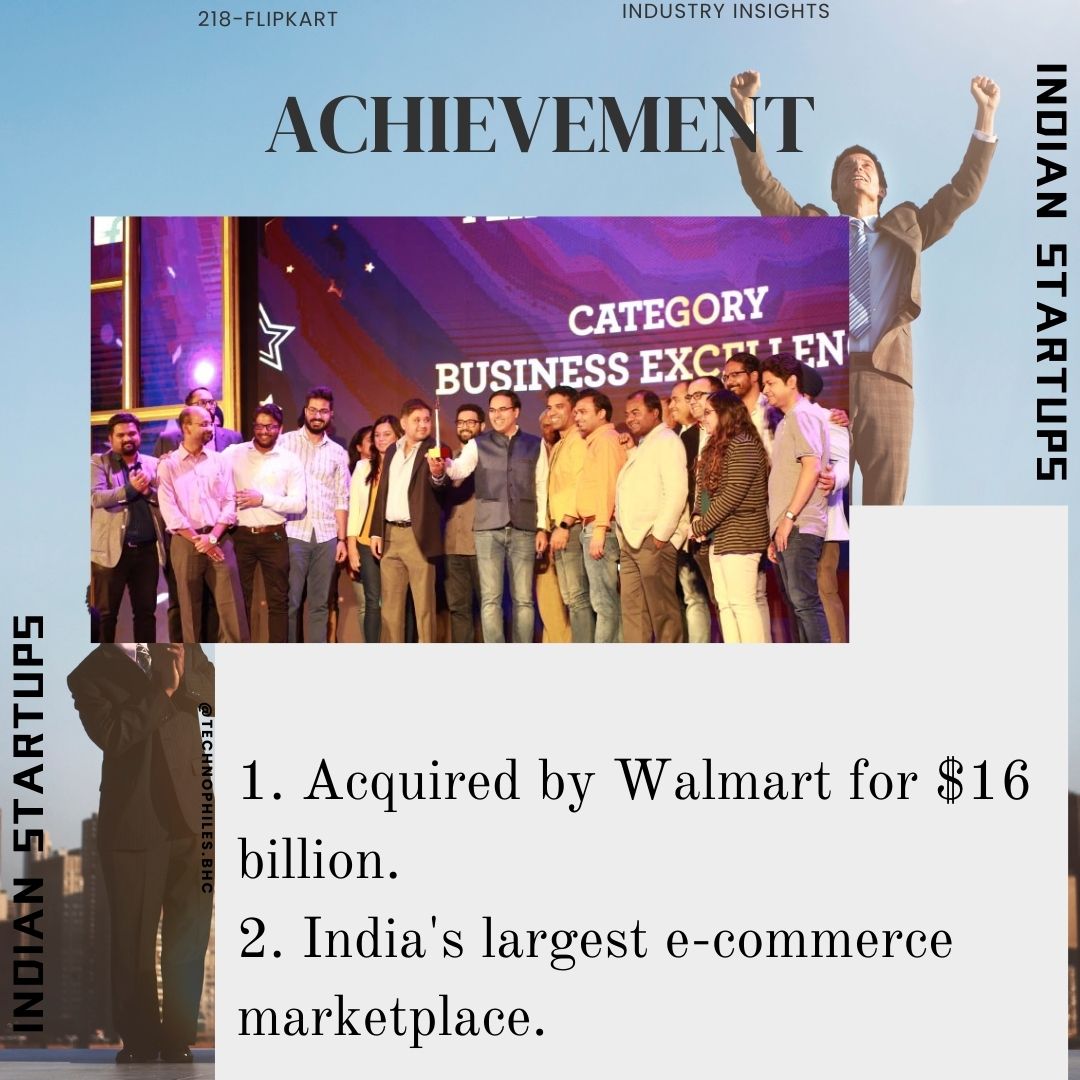 218-FLIPKART
INDUSTRY INSIGHTS
ACHIEVEMENT
INDIAN STARTUPS
CATEGORY
BUSINESS EXCELLEN
INDIAN STARTUPS
@TECHNOPHILES.BHC
1. Acquired by Walmart for $16
billion.
2. India's largest e-commerce
marketplace.